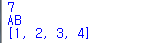 7
AB
[1, 2, 3, 4]